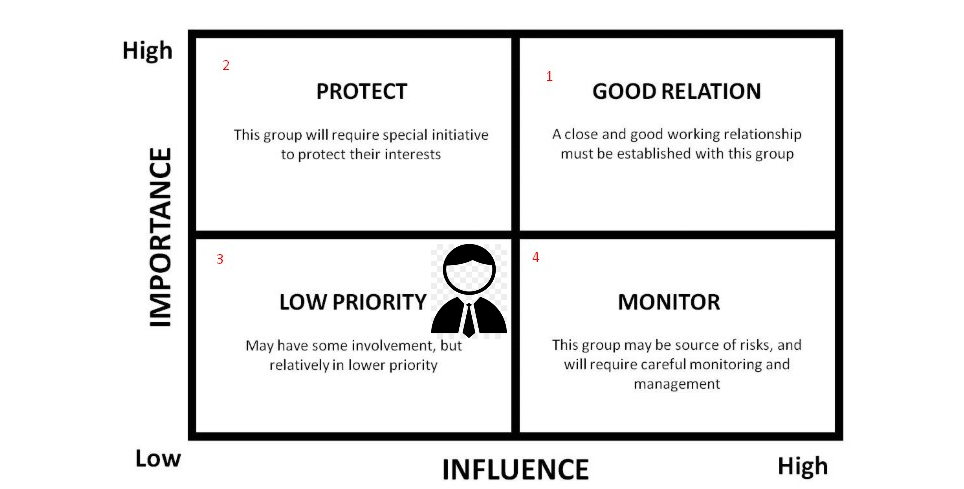 High
2
PROTECT
This group will require special initiative
to protect their interests
1
GOOD RELATION
A close and good working relationship
must be established with this group
IMPORTANCE
3
LOW PRIORITY
May have some involvement, but
relatively in lower priority
4
MONITOR
This group may be source of risks, and
will require careful monitoring and
management
Low
INFLUENCE
High